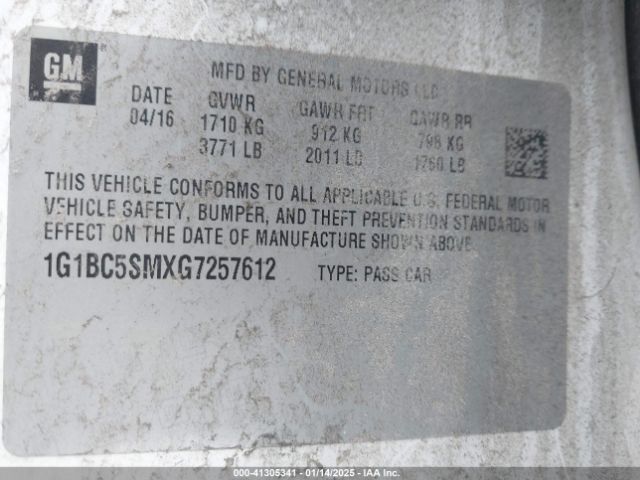 GM
MFD BY GENERAL MOTORS LLC
DATE GVWR GAWR FRT GAWR RR
04/16 1710 KG 912 KG 798 KG
3771 LB 2011 LB 1760 LB
THIS VEHICLE CONFORMS TO ALL APPLICABLE U.S. FEDERAL MOTOR
VEHICLE SAFETY, BUMPER, AND THEFT PREVENTION STANDARDS IN
EFFECT ON THE DATE OF MANUFACTURE SHOWN ABOVE.
1G1BC5SMXG7257612 TYPE: PASS CAR
000-41305341 | 01/14/2025 | IAA Inc.